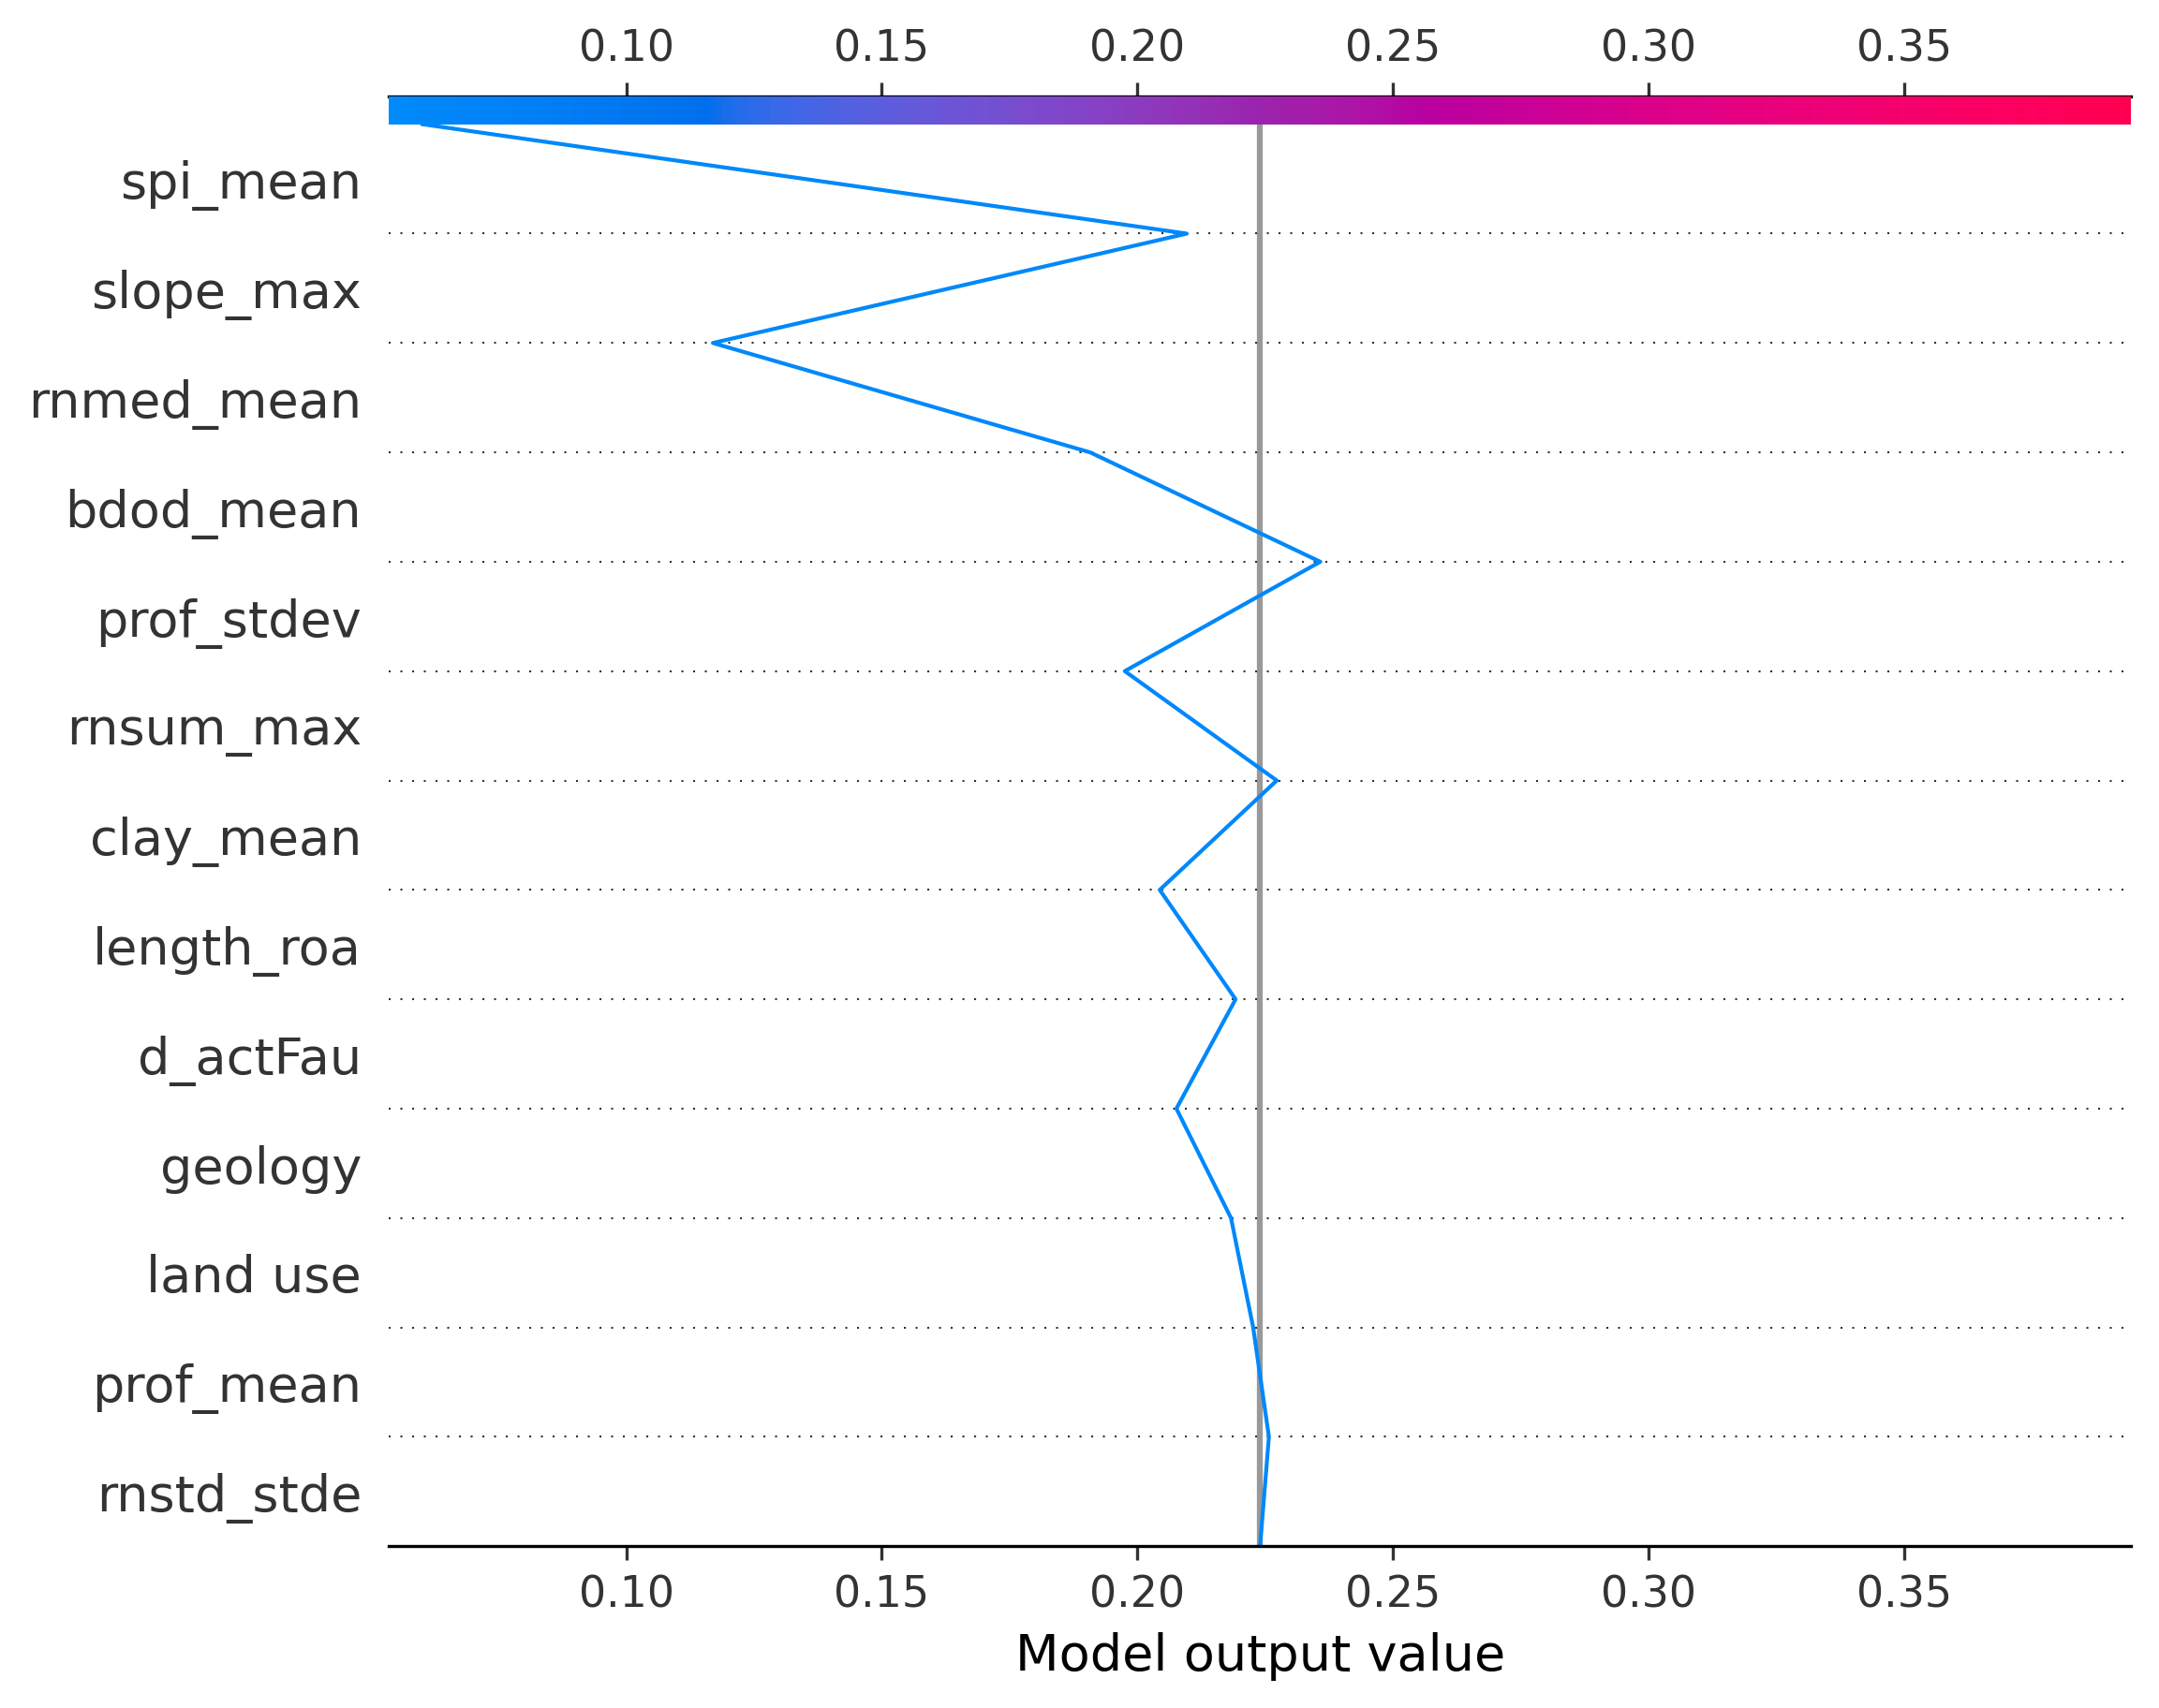 0.10 0.15 0.20 0.25 0.30 0.35
spi_mean
slope_max
rnmed_mean
bdod_mean
prof_stdev
rnsum_max
clay_mean
length_roa
d_actFau
geology
land use
prof_mean
rnstd_stde
0.10 0.15 0.20 0.25 0.30 0.35
Model output value